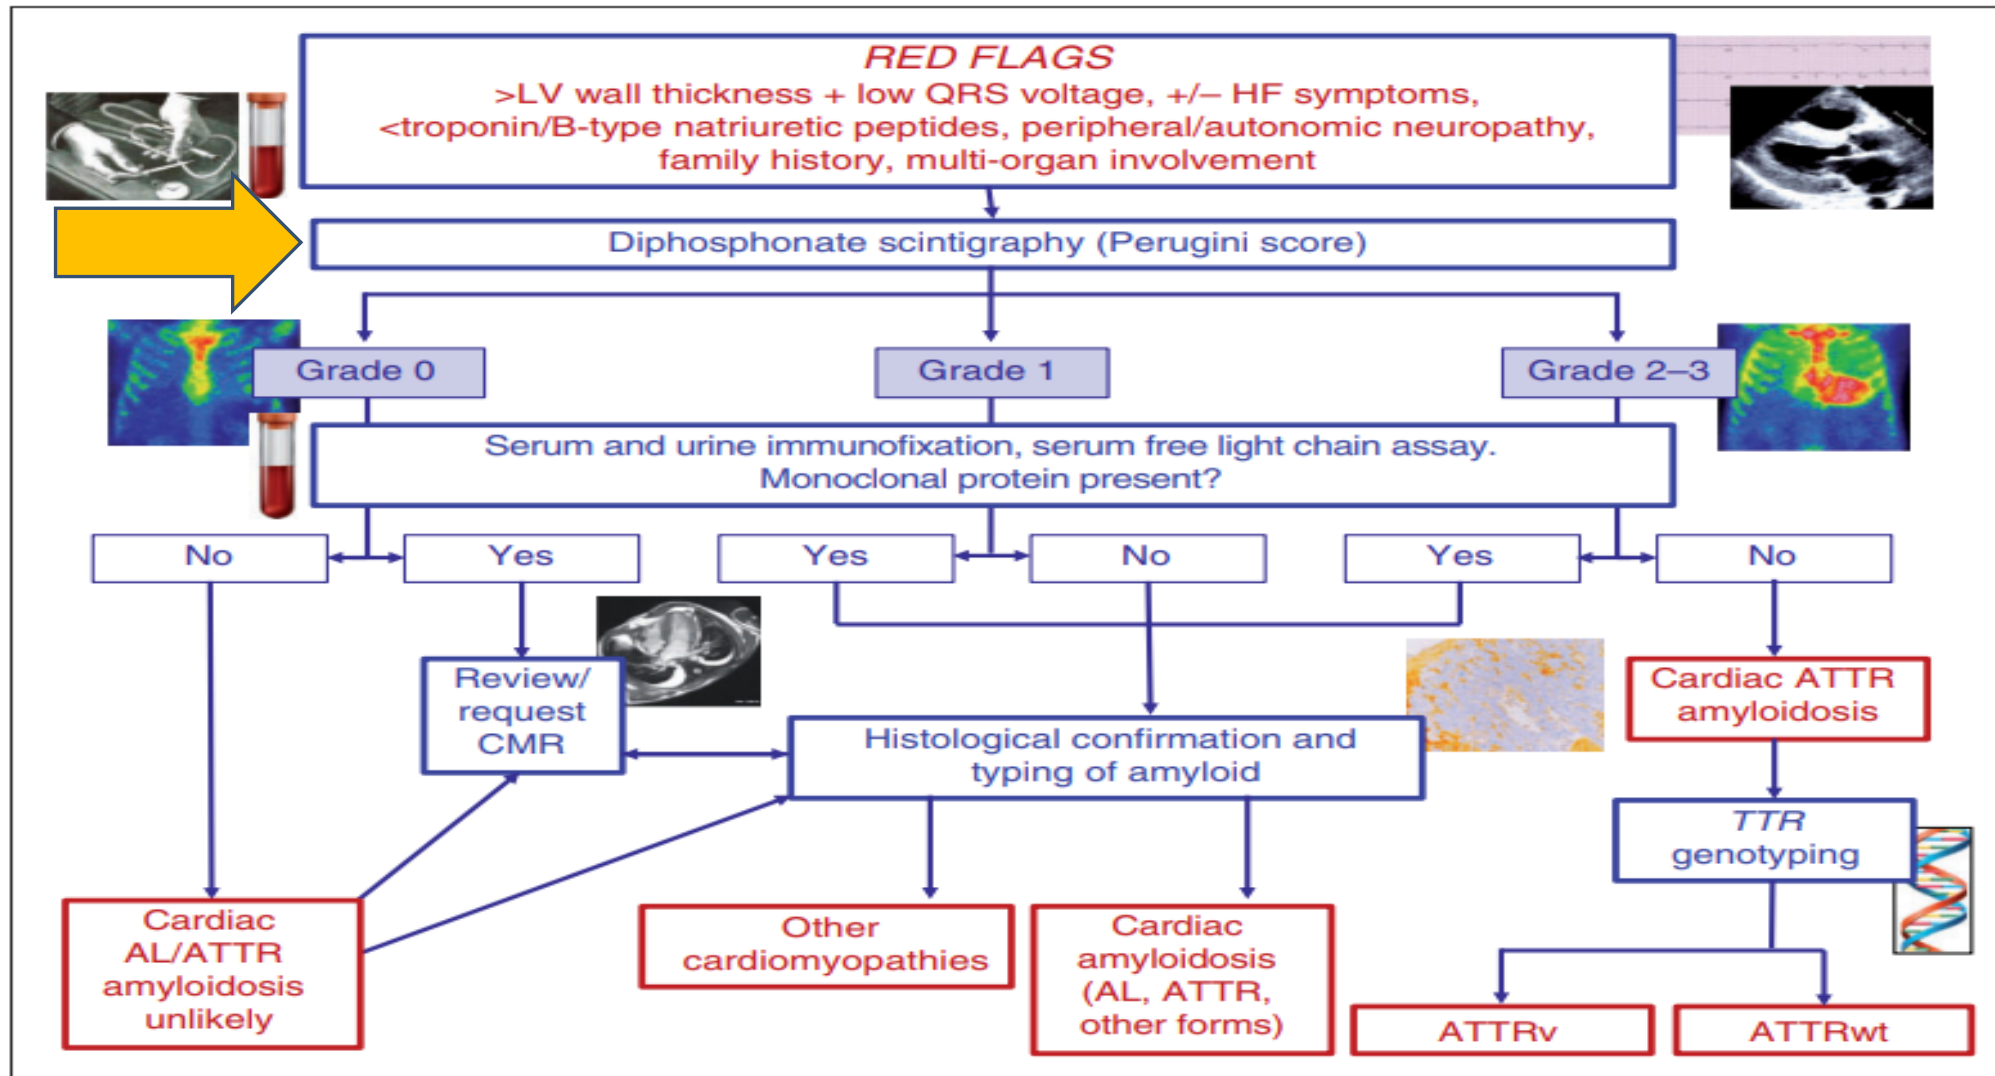 RED FLAGS
>LV wall thickness + low QRS voltage, +/– HF symptoms,
<troponin/B-type natriuretic peptides, peripheral/autonomic neuropathy,
family history, multi-organ involvement
Diphosphonate scintigraphy (Perugini score)
Grade 0
Grade 1
Grade 2–3
Serum and urine immunofixation, serum free light chain assay.
Monoclonal protein present?
No
Yes
Yes
No
Yes
No
Review/
request
CMR
Histological confirmation and
typing of amyloid
Cardiac ATTR
amyloidosis
TTR
genotyping
Cardiac
AL/ATTR
amyloidosis
unlikely
Other
cardiomyopathies
Cardiac
amyloidosis
(AL, ATTR,
other forms)
ATTRv
ATTRwt